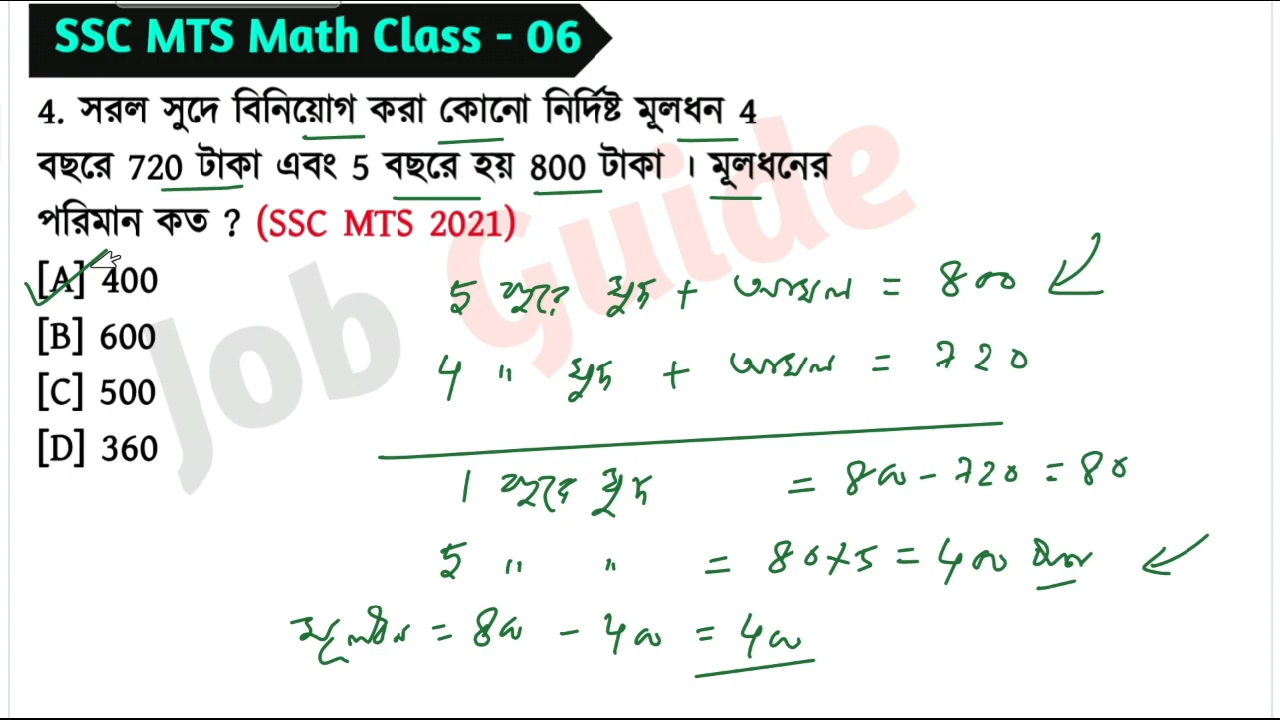 SSC MTS Math Class - 06
4. সরল সুদে বিনিয়োগ করা কোনো নির্দিষ্ট মূলধন 4
বছরে 720 টাকা এবং 5 বছরে হয় 800 টাকা । মূলধনের
পরিমান কত ? (SSC MTS 2021)
[A] 400
[B] 600
[C] 500
[D] 360
Job Guide
5 বছরে সুদ + আসল = 800
4 " সুদ + আসল = 720
1 বছরে সুদ = 800 - 720 = 80
5 " " = 80x5 = 400
মূলধন = 800 - 400 = 400